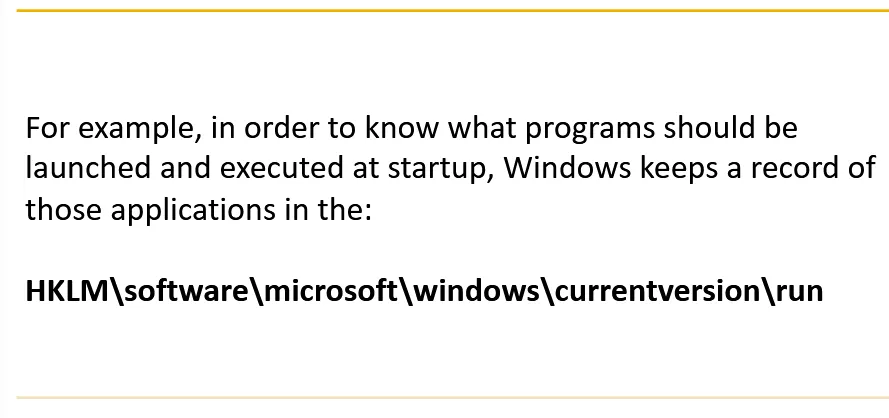 For example, in order to know what programs should be
launched and executed at startup, Windows keeps a record of
those applications in the:
HKLM\software\microsoft\windows\currentversion\run